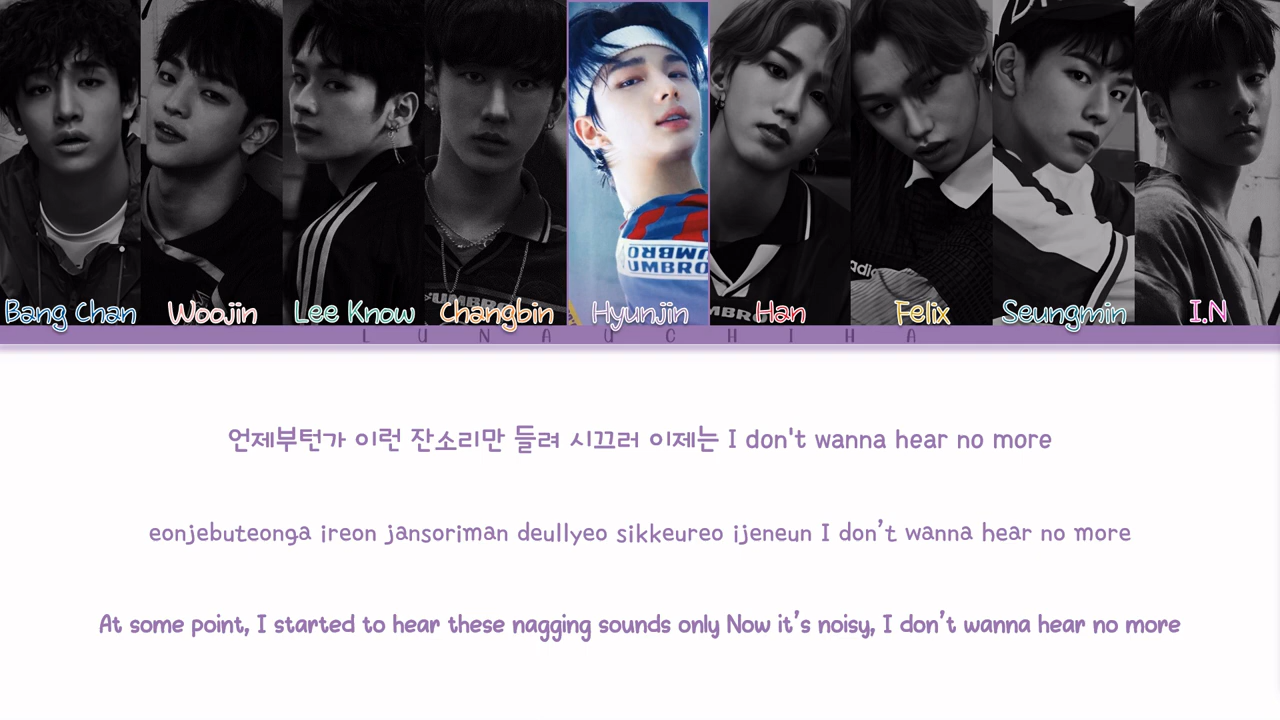 Bang Chan Woojin Lee Know Changbin Hyunjin Han Felix Seungmin I.N
L U N A U C H I H A
언제부턴가 이런 잔소리만 들려 시끄러 이제는 I don't wanna hear no more
eonjebuteonga ireon jansoriman deullyeo sikkeureo ijeneun I don’t wanna hear no more
At some point, I started to hear these nagging sounds only Now it’s noisy, I don’t wanna hear no more
UMBRO
UMBRO